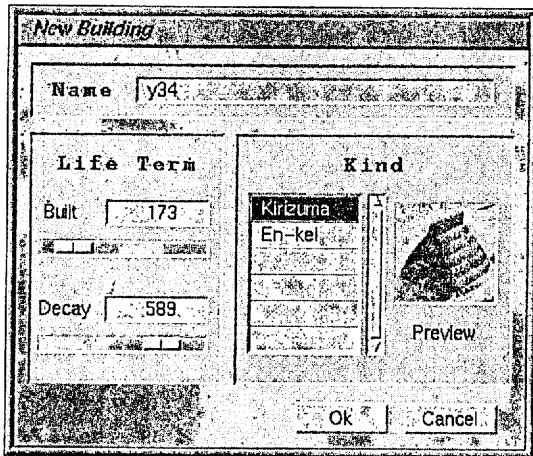 New Building
Name y34
Life Term
Built 173
Decay 589
Kind
Kirizuma
En-kei
Preview
Ok Cancel